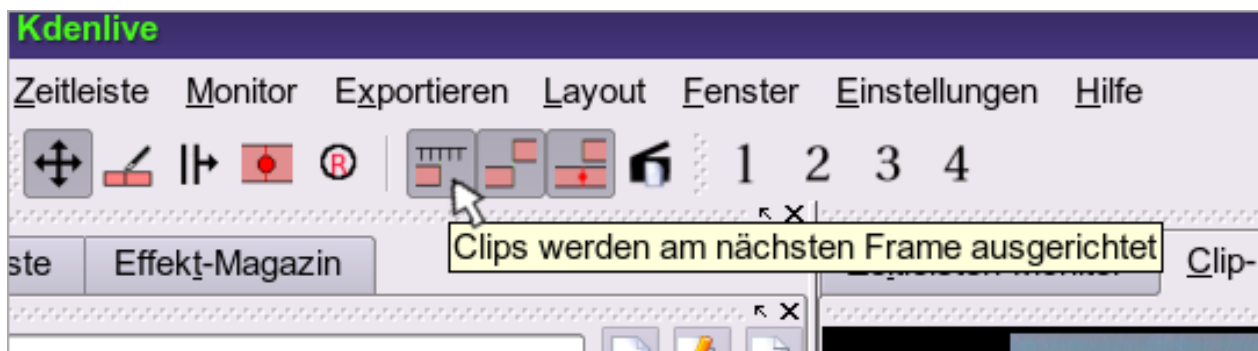 Kdenlive
Zeitleiste Monitor Exportieren Layout Fenster Einstellungen Hilfe
R 1 2 3 4
Clips werden am nächsten Frame ausgerichtet
ste Effekt-Magazin Clip-